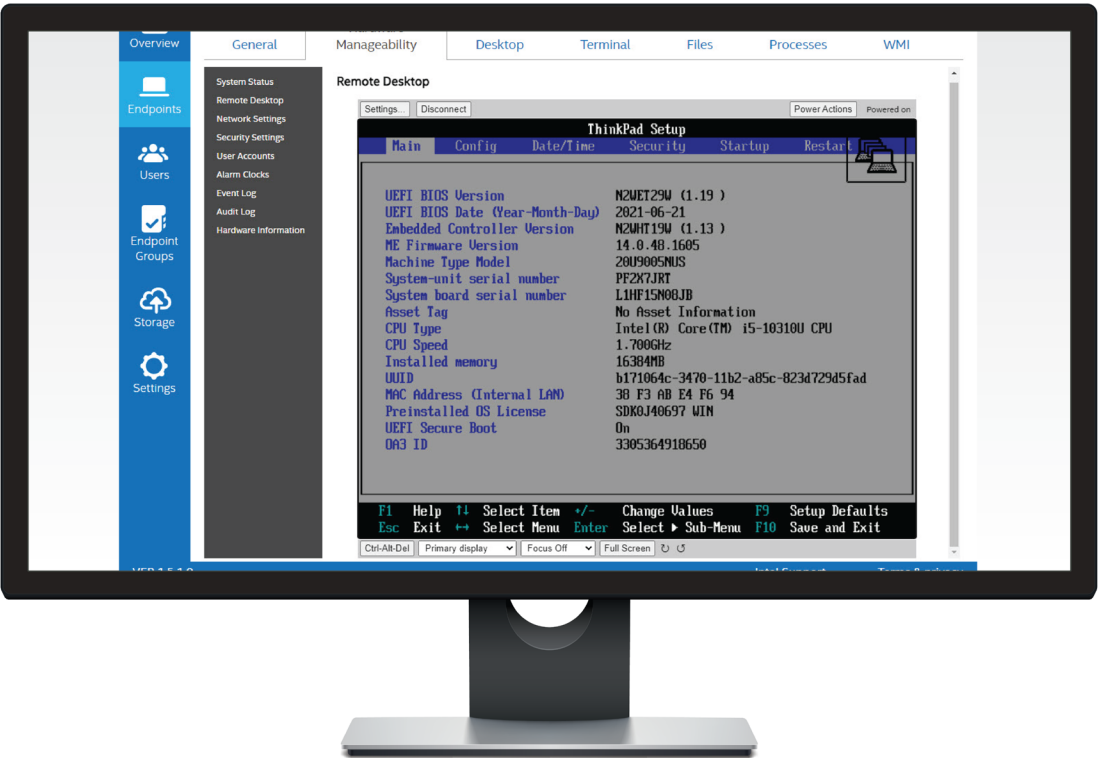 Overview
General
Manageability
Desktop
Terminal
Files
Processes
WMI
Endpoints
Users
Endpoint
Groups
Storage
Settings
System Status
Remote Desktop
Network Settings
Security Settings
User Accounts
Alarm Clocks
Event Log
Audit Log
Hardware Information
Remote Desktop
Settings... Disconnect Power Actions Powered on
ThinkPad Setup
Main Config Date/Time Security Startup Restart
UEFI BIOS Version N2WET29W (1.19 )
UEFI BIOS Date (Year-Month-Day) 2021-06-21
Embedded Controller Version N2WHT19W (1.13 )
ME Firmware Version 14.0.48.1605
Machine Type Model 20U9005NUS
System-unit serial number PF2X7JRT
System board serial number L1HF15N08JB
Asset Tag No Asset Information
CPU Type Intel(R) Core(TM) i5-10310U CPU
CPU Speed 1.700GHz
Installed memory 16384MB
UUID b171064c-3470-11b2-a85c-823d729d5fad
MAC Address (Internal LAN) 38 F3 AB E4 F6 94
Preinstalled OS License SDK0J40697 WIN
UEFI Secure Boot On
OA3 ID 3305364918650
F1 Help ↑↓ Select Item +/- Change Values F9 Setup Defaults
Esc Exit ↔ Select Menu Enter Select ▶ Sub-Menu F10 Save and Exit
Ctrl-Alt-Del Primary display Focus Off Full Screen